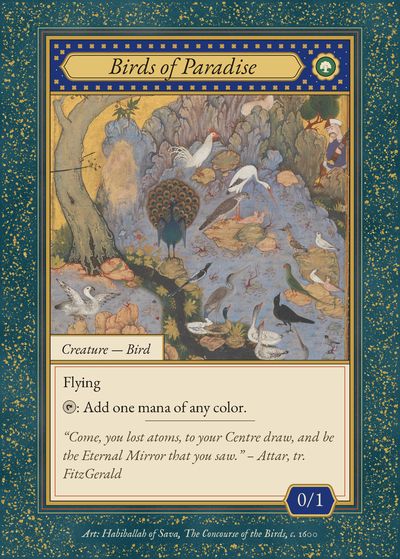 Birds of Paradise
Creature — Bird
Flying
: Add one mana of any color.
“Come, you lost atoms, to your Centre draw, and be
the Eternal Mirror that you saw.” – Attar, tr.
FitzGerald
0/1
Art: Habiballah of Sava, The Concourse of the Birds, c. 1600